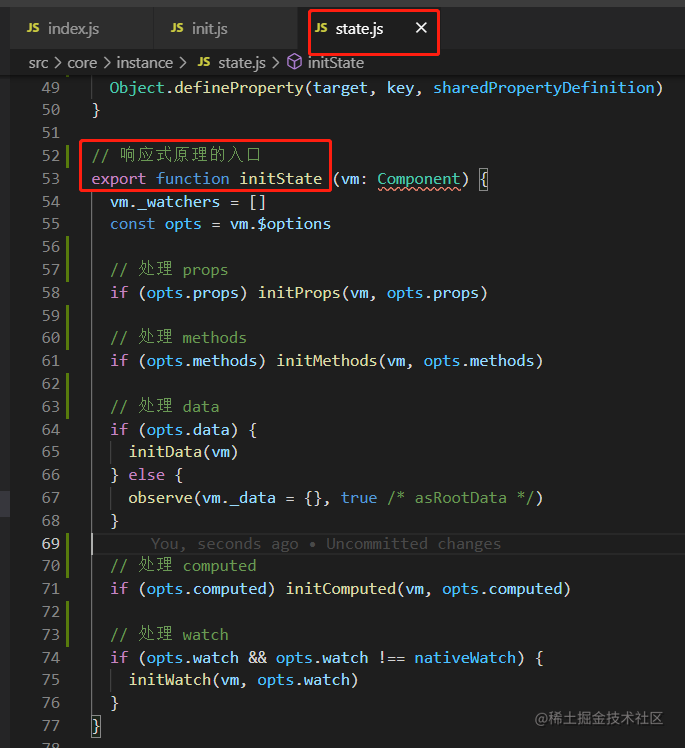 JS index.js JS init.js JS state.js ×
src > core > instance > JS state.js > initState
49 Object.defineProperty(target, key, sharedPropertyDefinition)
50 }
51
52 // 响应式原理的入口
53 export function initState (vm: Component) {
54 vm._watchers = []
55 const opts = vm.$options
56
57 // 处理 props
58 if (opts.props) initProps(vm, opts.props)
59
60 // 处理 methods
61 if (opts.methods) initMethods(vm, opts.methods)
62
63 // 处理 data
64 if (opts.data) {
65 initData(vm)
66 } else {
67 observe(vm._data = {}, true /* asRootData */)
68 }
69 You, seconds ago • Uncommitted changes
70 // 处理 computed
71 if (opts.computed) initComputed(vm, opts.computed)
72
73 // 处理 watch
74 if (opts.watch && opts.watch !== nativeWatch) {
75 initWatch(vm, opts.watch)
76 }
77 }
78
@稀土掘金技术社区